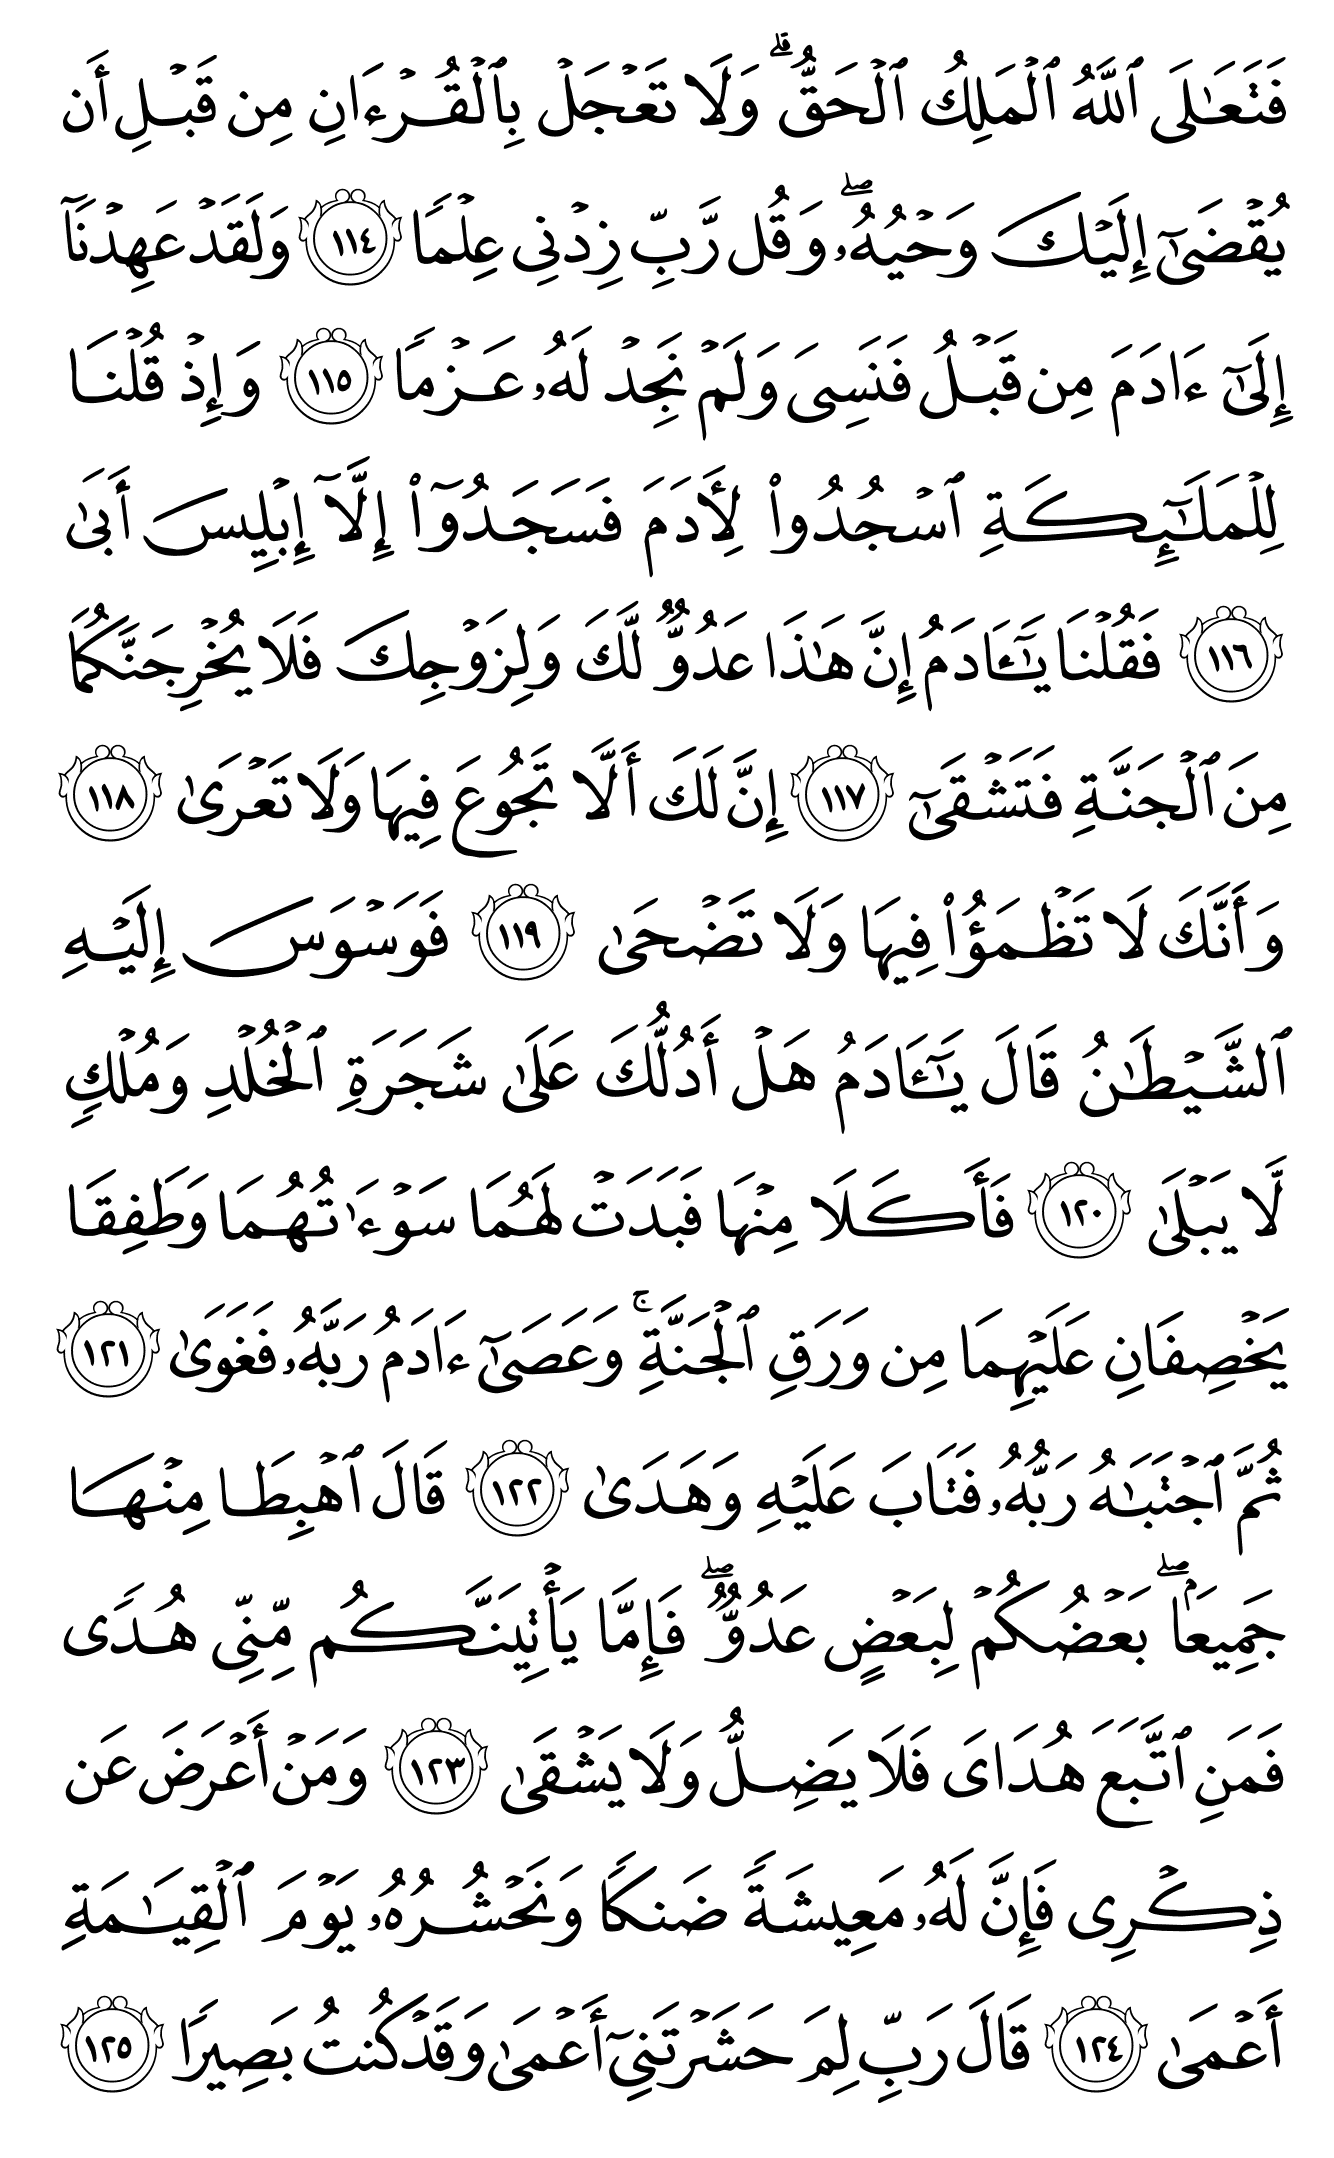 فَتَعَٰلَى ٱللَّهُ ٱلْمَلِكُ ٱلْحَقُّ ۗ وَلَا تَعْجَلْ بِٱلْقُرْءَانِ مِن قَبْلِ أَن
يُقْضَىٰٓ إِلَيْكَ وَحْيُهُۥ ۖ وَقُل رَّبِّ زِدْنِى عِلْمًا ١١٤ وَلَقَدْ عَهِدْنَآ
إِلَىٰٓ ءَادَمَ مِن قَبْلُ فَنَسِىَ وَلَمْ نَجِدْ لَهُۥ عَزْمًا ١١٥ وَإِذْ قُلْنَا
لِلْمَلَٰٓئِكَةِ ٱسْجُدُوا۟ لِءَادَمَ فَسَجَدُوٓا۟ إِلَّآ إِبْلِيسَ أَبَىٰ
١١٦ فَقُلْنَا يَٰٓـَٔادَمُ إِنَّ هَٰذَا عَدُوٌّ لَّكَ وَلِزَوْجِكَ فَلَا يُخْرِجَنَّكُمَا
مِنَ ٱلْجَنَّةِ فَتَشْقَىٰٓ ١١٧ إِنَّ لَكَ أَلَّا تَجُوعَ فِيهَا وَلَا تَعْرَىٰ ١١٨
وَأَنَّكَ لَا تَظْمَؤُا۟ فِيهَا وَلَا تَضْحَىٰ ١١٩ فَوَسْوَسَ إِلَيْهِ
ٱلشَّيْطَٰنُ قَالَ يَٰٓـَٔادَمُ هَلْ أَدُلُّكَ عَلَىٰ شَجَرَةِ ٱلْخُلْدِ وَمُلْكٍ
لَّا يَبْلَىٰ ١٢٠ فَأَكَلَا مِنْهَا فَبَدَتْ لَهُمَا سَوْءَٰتُهُمَا وَطَفِقَا
يَخْصِفَانِ عَلَيْهِمَا مِن وَرَقِ ٱلْجَنَّةِ ۚ وَعَصَىٰٓ ءَادَمُ رَبَّهُۥ فَغَوَىٰ ١٢١
ثُمَّ ٱجْتَبَٰهُ رَبُّهُۥ فَتَابَ عَلَيْهِ وَهَدَىٰ ١٢٢ قَالَ ٱهْبِطَا مِنْهَا
جَمِيعًۢا ۖ بَعْضُكُمْ لِبَعْضٍ عَدُوٌّ ۖ فَإِمَّا يَأْتِيَنَّكُم مِّنِّى هُدًى
فَمَنِ ٱتَّبَعَ هُدَاىَ فَلَا يَضِلُّ وَلَا يَشْقَىٰ ١٢٣ وَمَنْ أَعْرَضَ عَن
ذِكْرِى فَإِنَّ لَهُۥ مَعِيشَةً ضَنكًا وَنَحْشُرُهُۥ يَوْمَ ٱلْقِيَٰمَةِ
أَعْمَىٰ ١٢٤ قَالَ رَبِّ لِمَ حَشَرْتَنِىٓ أَعْمَىٰ وَقَدْ كُنتُ بَصِيرًا ١٢٥